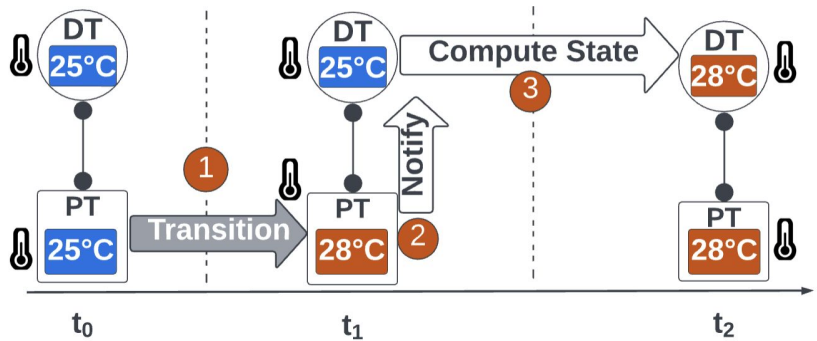 DT
25°C
1
PT
25°C
Transition
DT
25°C
Notify
PT
28°C
2
Compute State
3
DT
28°C
PT
28°C
t0
t1
t2